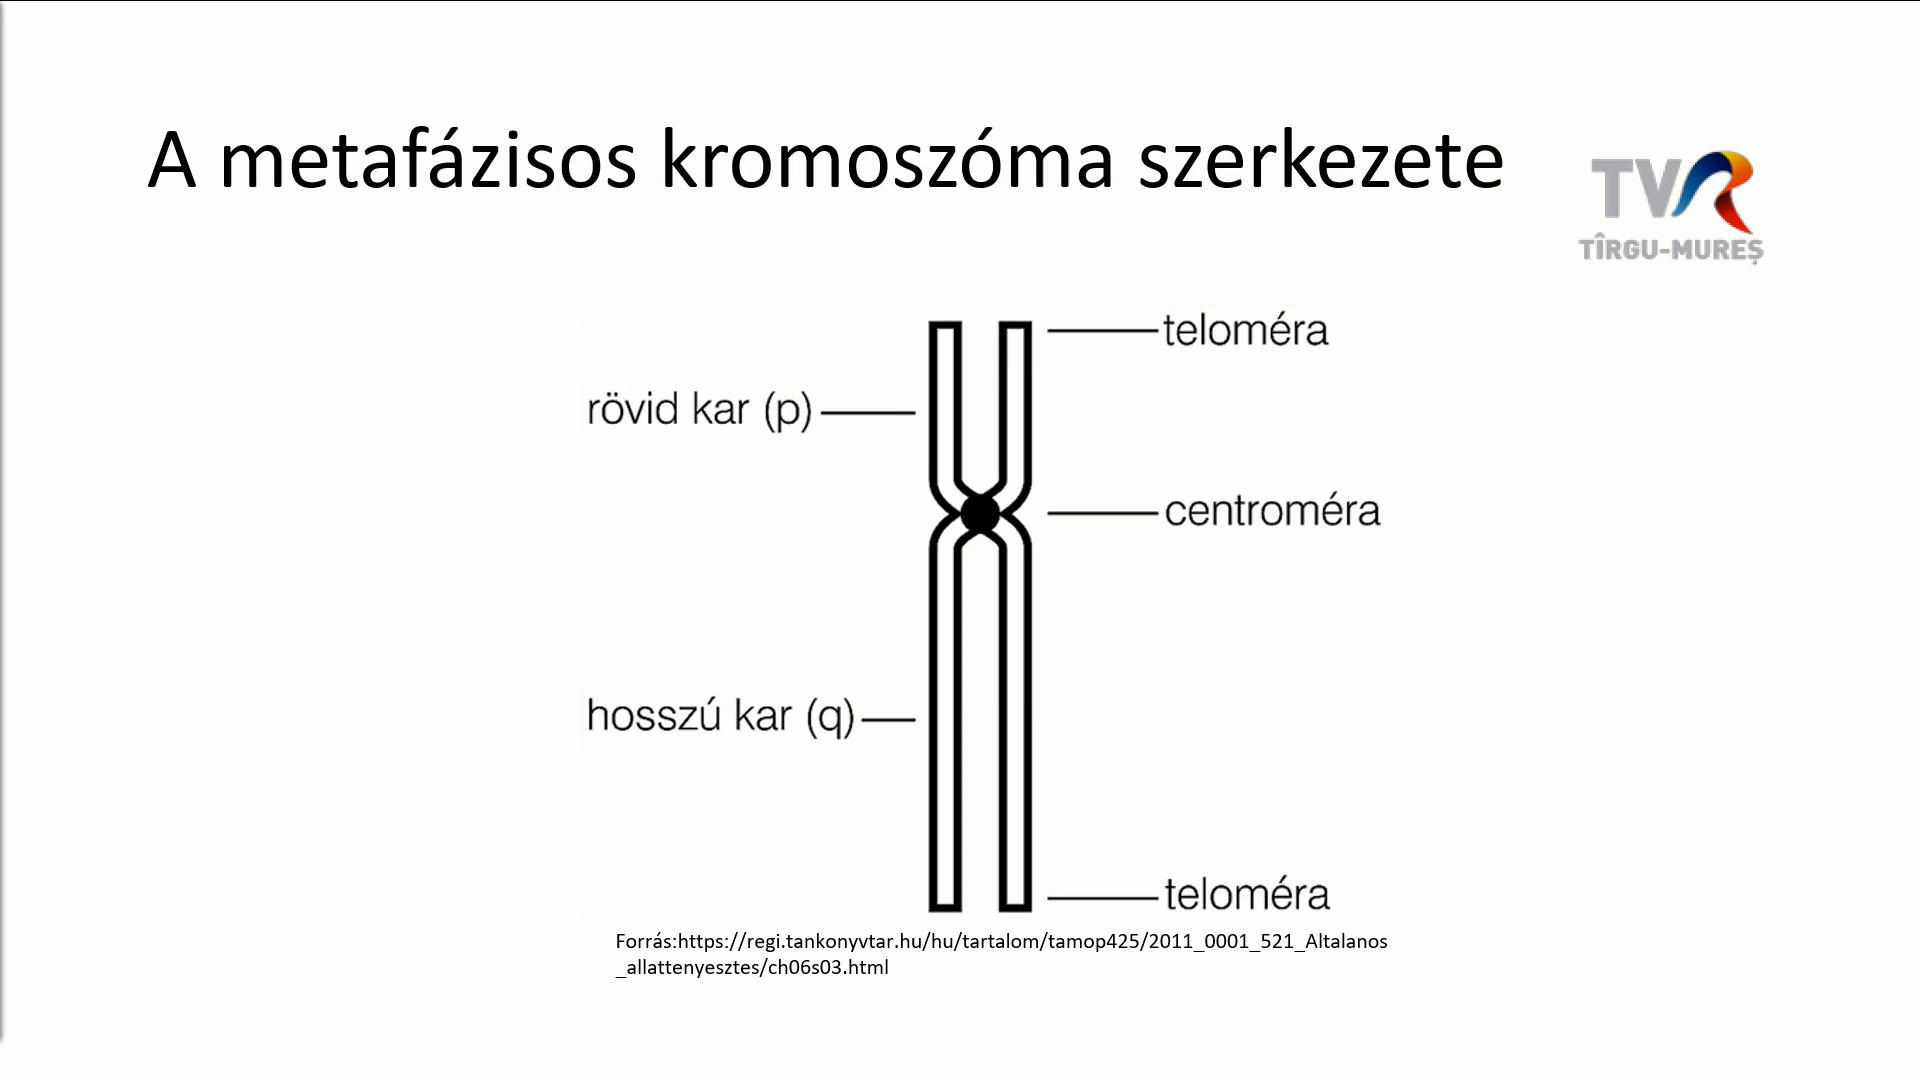 A metafázisos kromoszóma szerkezete
TVR
TÎRGU-MUREȘ
teloméra
rövid kar (p)
centroméra
hosszú kar (q)
teloméra
Forrás:https://regi.tankonyvtar.hu/hu/tartalom/tamop425/2011_0001_521_Altalanos
_allattenyesztes/ch06s03.html